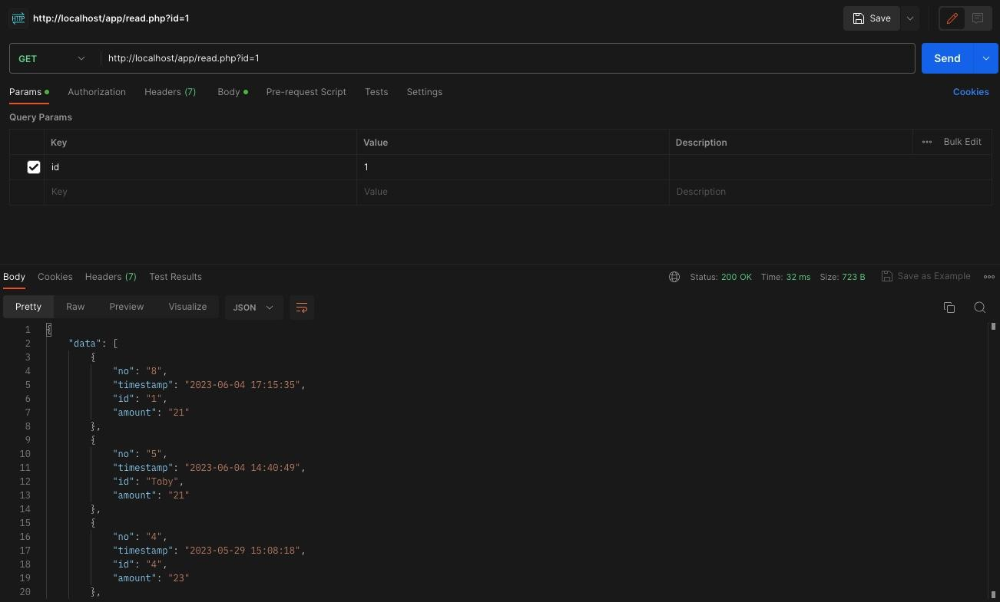 HTTP http://localhost/app/read.php?id=1 Save
GET http://localhost/app/read.php?id=1 Send
Params Authorization Headers (7) Body Pre-request Script Tests Settings Cookies
Query Params
Key Value Description Bulk Edit
id 1
Key Value Description
Body Cookies Headers (7) Test Results Status: 200 OK Time: 32 ms Size: 723 B Save as Example
Pretty Raw Preview Visualize JSON
1 {
2 "data": [
3 {
4 "no": "8",
5 "timestamp": "2023-06-04 17:15:35",
6 "id": "1",
7 "amount": "21"
8 },
9 {
10 "no": "5",
11 "timestamp": "2023-06-04 14:40:49",
12 "id": "Toby",
13 "amount": "21"
14 },
15 {
16 "no": "4",
17 "timestamp": "2023-05-29 15:08:18",
18 "id": "4",
19 "amount": "23"
20 },